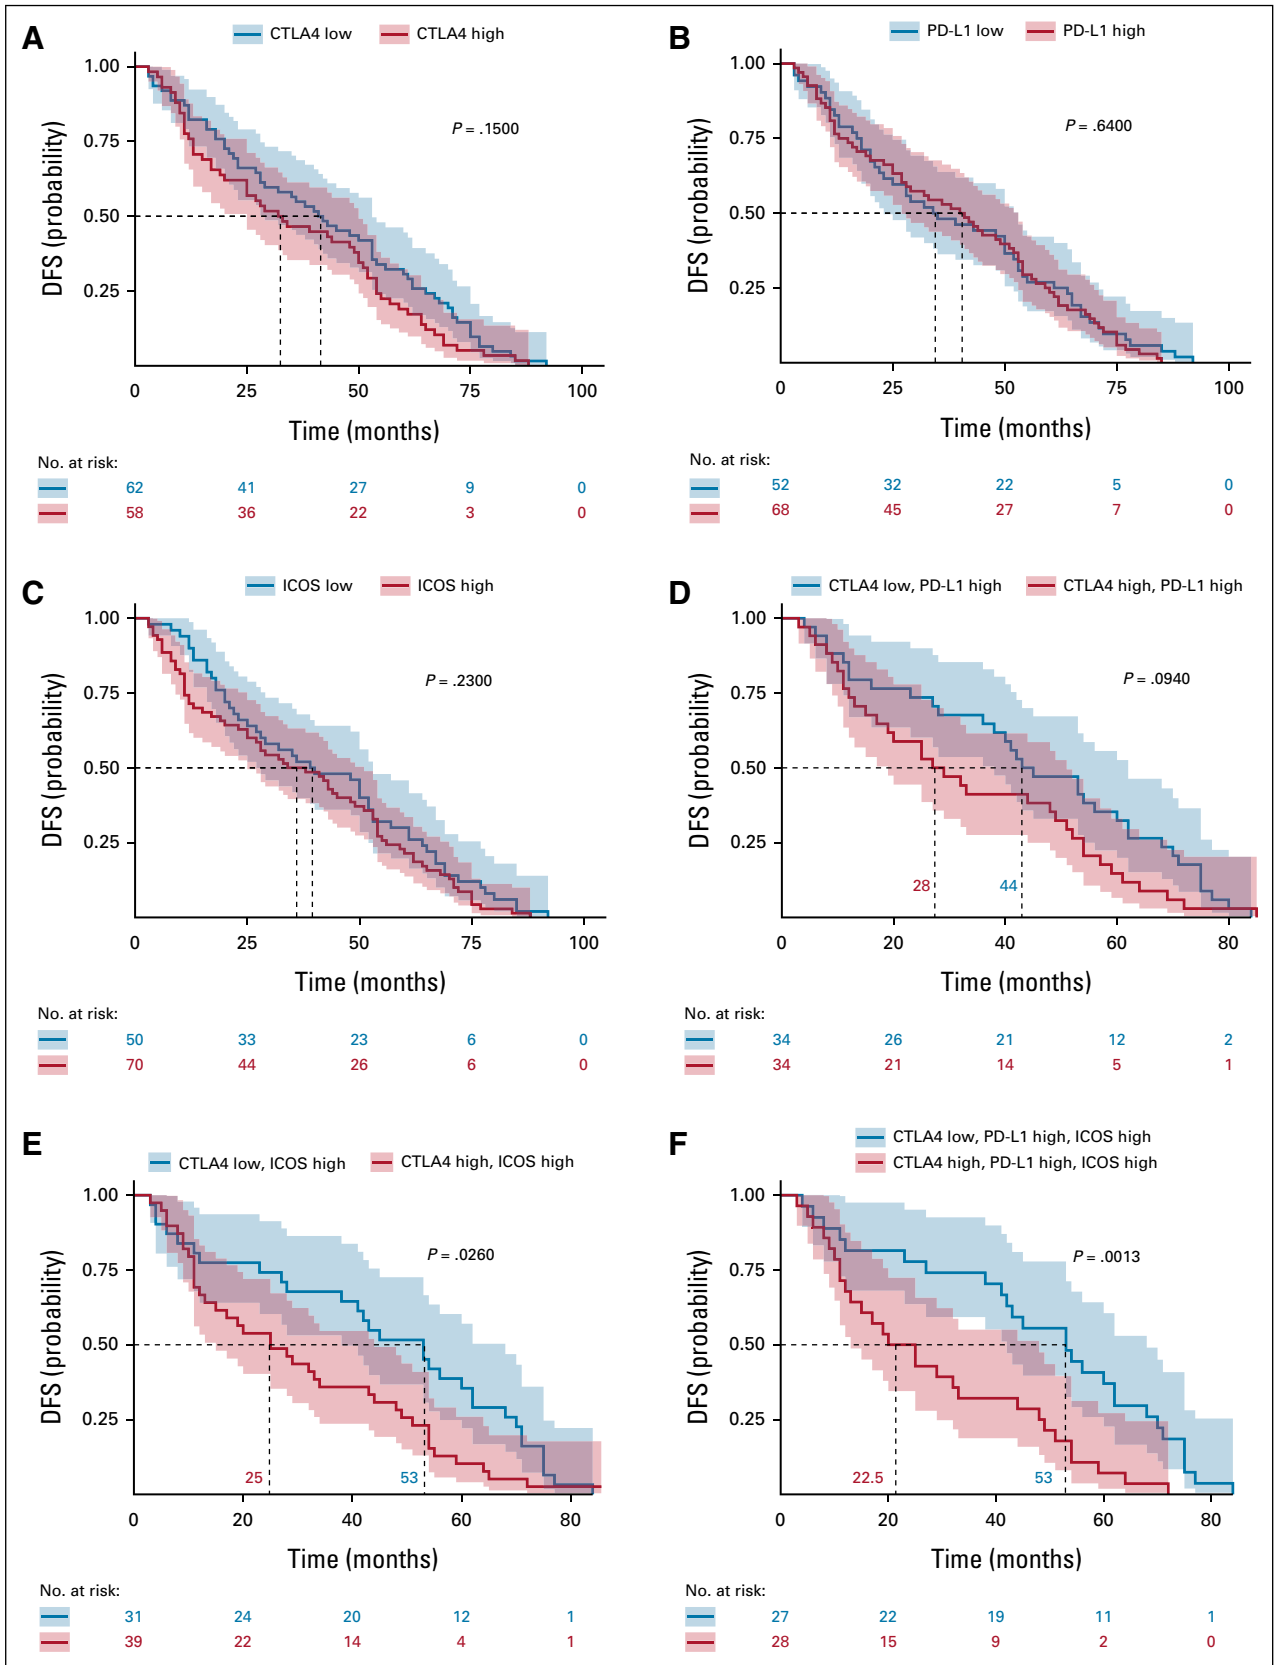 A
CTLA4 low CTLA4 high
1.00
0.75
0.50
0.25
DFS (probability)
P = .1500
0 25 50 75 100
Time (months)
No. at risk:
62 41 27 9 0
58 36 22 3 0
B
PD-L1 low PD-L1 high
1.00
0.75
0.50
0.25
DFS (probability)
P = .6400
0 25 50 75 100
Time (months)
No. at risk:
52 32 22 5 0
68 45 27 7 0
C
ICOS low ICOS high
1.00
0.75
0.50
0.25
DFS (probability)
P = .2300
0 25 50 75 100
Time (months)
No. at risk:
50 33 23 6 0
70 44 26 6 0
D
CTLA4 low, PD-L1 high CTLA4 high, PD-L1 high
1.00
0.75
0.50
0.25
DFS (probability)
P = .0940
28 44
0 20 40 60 80
Time (months)
No. at risk:
34 26 21 12 2
34 21 14 5 1
E
CTLA4 low, ICOS high CTLA4 high, ICOS high
1.00
0.75
0.50
0.25
DFS (probability)
P = .0260
25 53
0 20 40 60 80
Time (months)
No. at risk:
31 24 20 12 1
39 22 14 4 1
F
CTLA4 low, PD-L1 high, ICOS high
CTLA4 high, PD-L1 high, ICOS high
1.00
0.75
0.50
0.25
DFS (probability)
P = .0013
22.5 53
0 20 40 60 80
Time (months)
No. at risk:
27 22 19 11 1
28 15 9 2 0